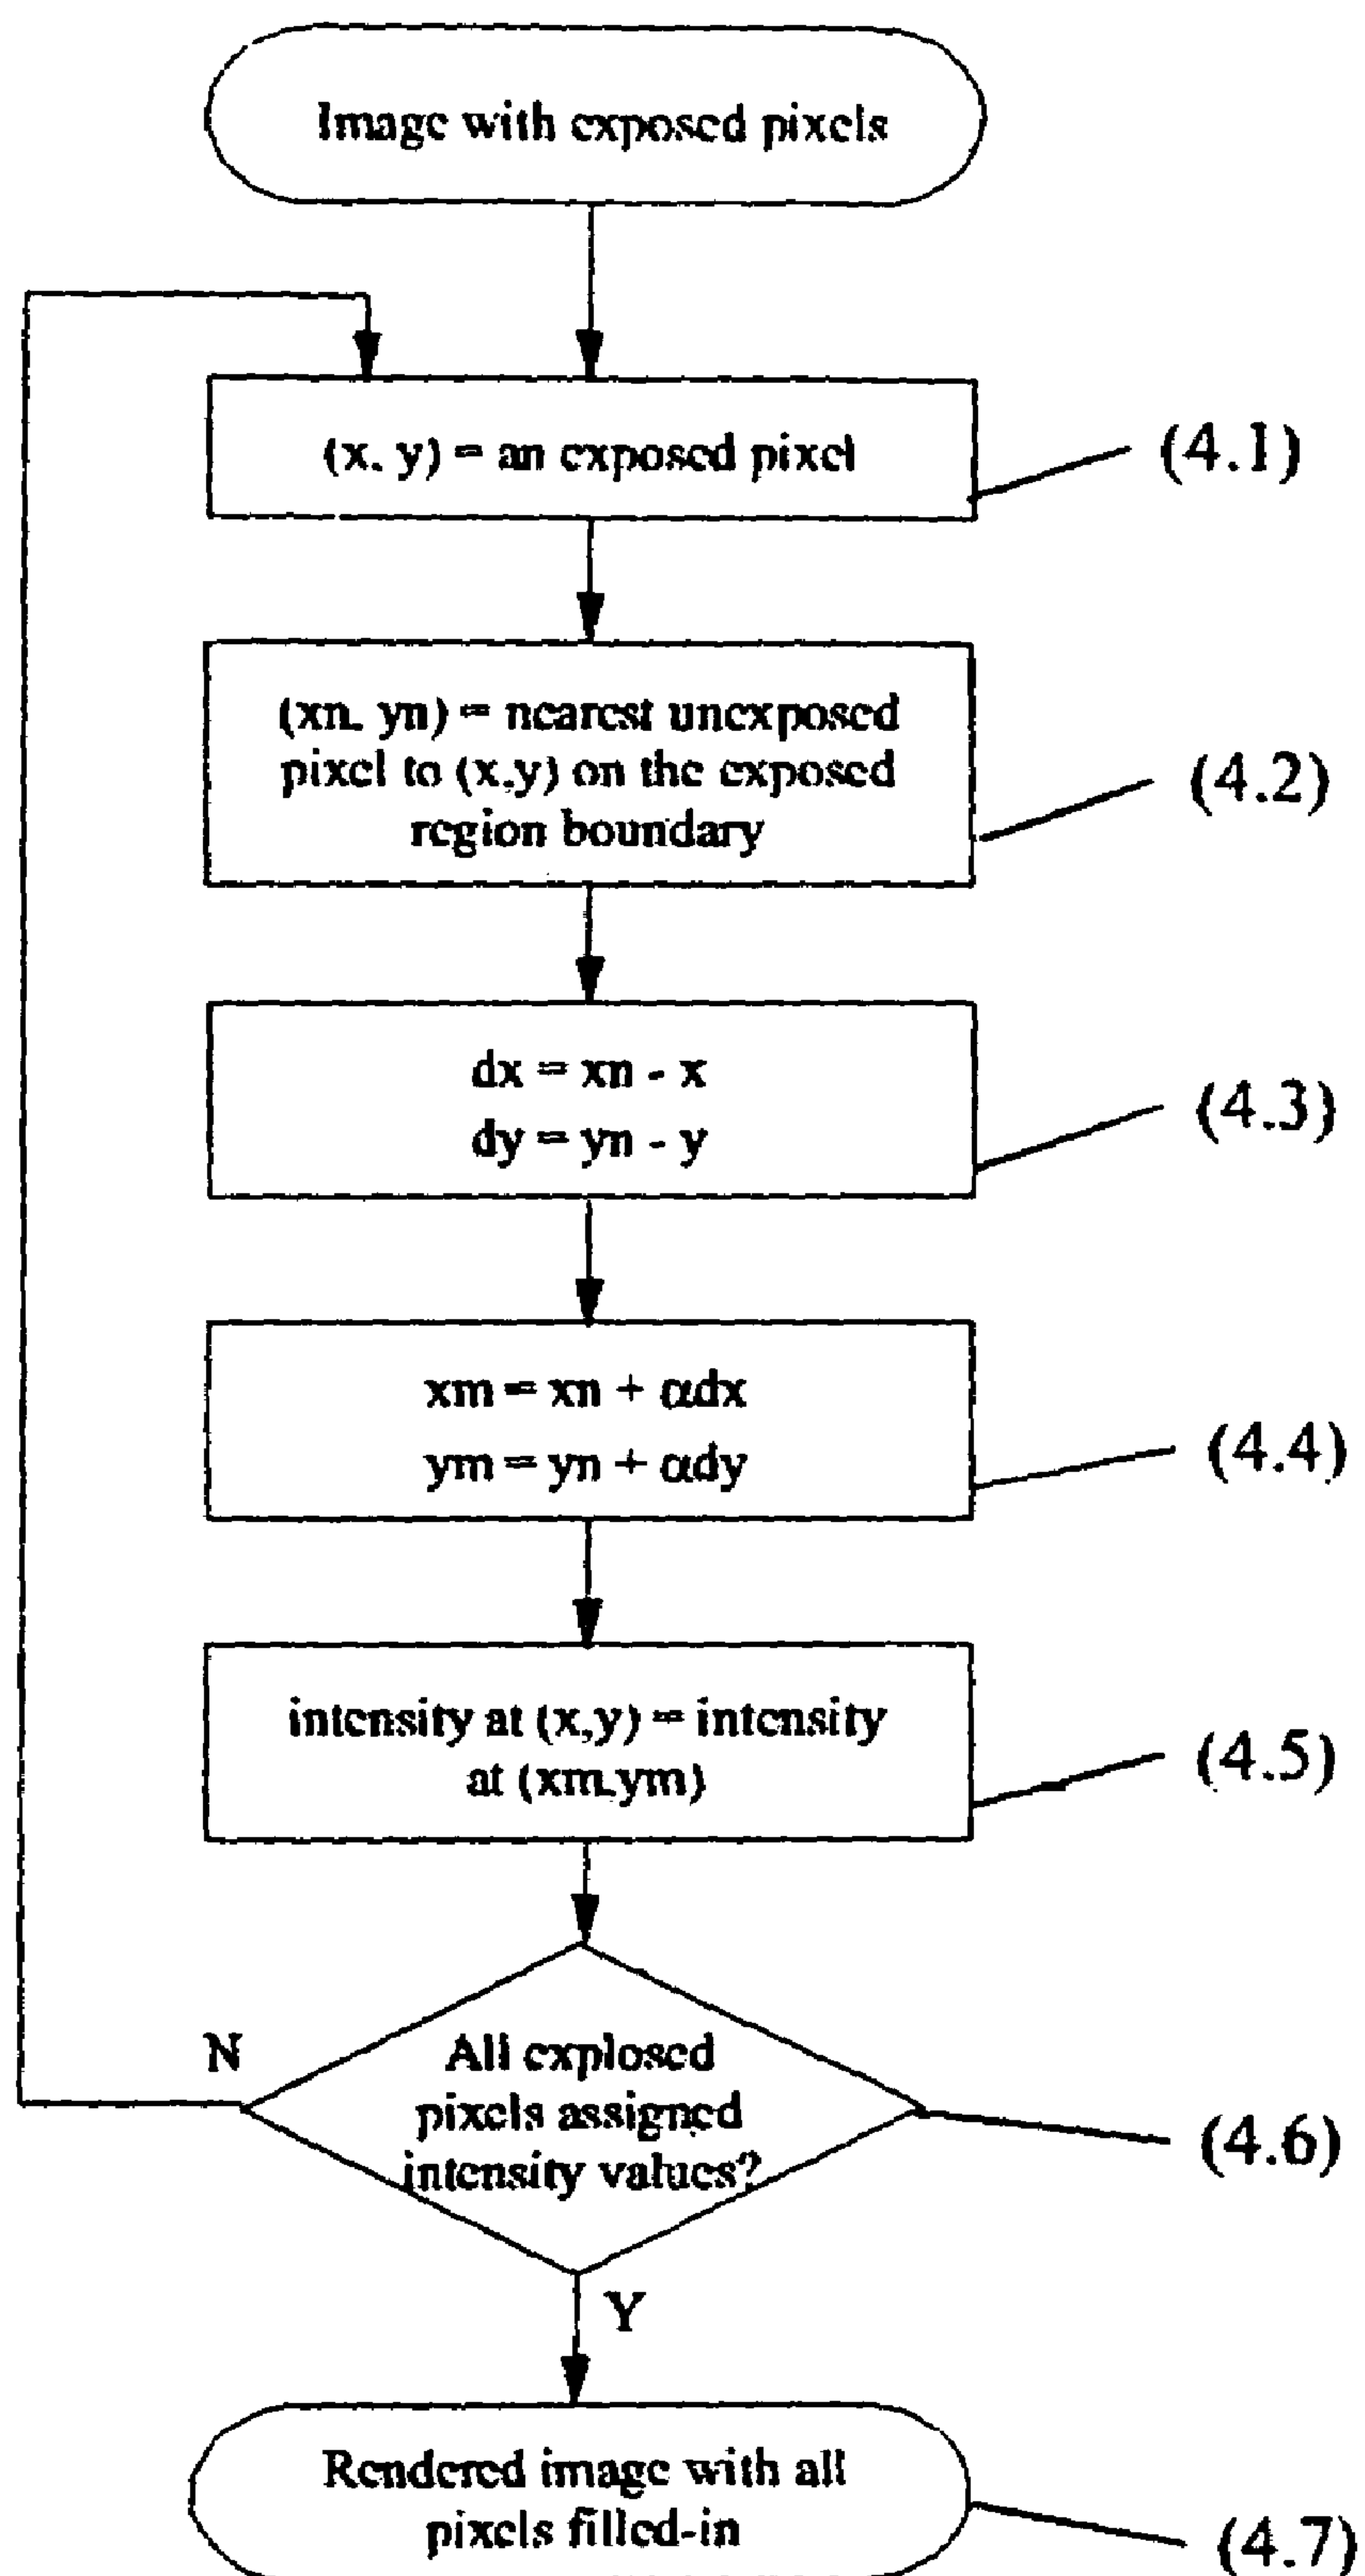 Image with exposed pixels
(x, y) = an exposed pixel
(4.1)
(xn, yn) = nearest unexposed
pixel to (x,y) on the exposed
region boundary
(4.2)
dx = xn - x
dy = yn - y
(4.3)
xm = xn + αdx
ym = yn + αdy
(4.4)
intensity at (x,y) = intensity
at (xm,ym)
(4.5)
N
All explosed
pixels assigned
intensity values?
(4.6)
Y
Rendered image with all
pixels filled-in
(4.7)